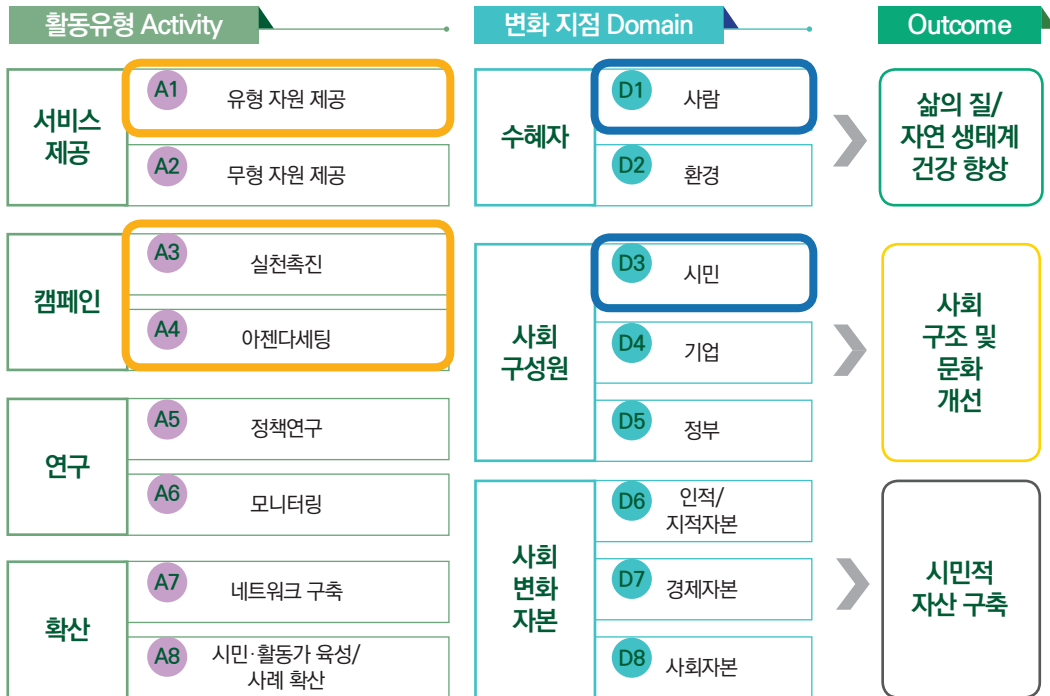 활동유형 Activity
서비스
제공
A1
유형 자원 제공
A2
무형 자원 제공
캠페인
A3
실천촉진
A4
아젠다세팅
연구
A5
정책연구
A6
모니터링
확산
A7
네트워크 구축
A8
시민·활동가 육성/
사례 확산
변화 지점 Domain
수혜자
D1
사람
D2
환경
사회
구성원
D3
시민
D4
기업
D5
정부
사회
변화
자본
D6
인적/
지적자본
D7
경제자본
D8
사회자본
Outcome
삶의 질/
자연 생태계
건강 향상
사회
구조 및
문화
개선
시민적
자산 구축